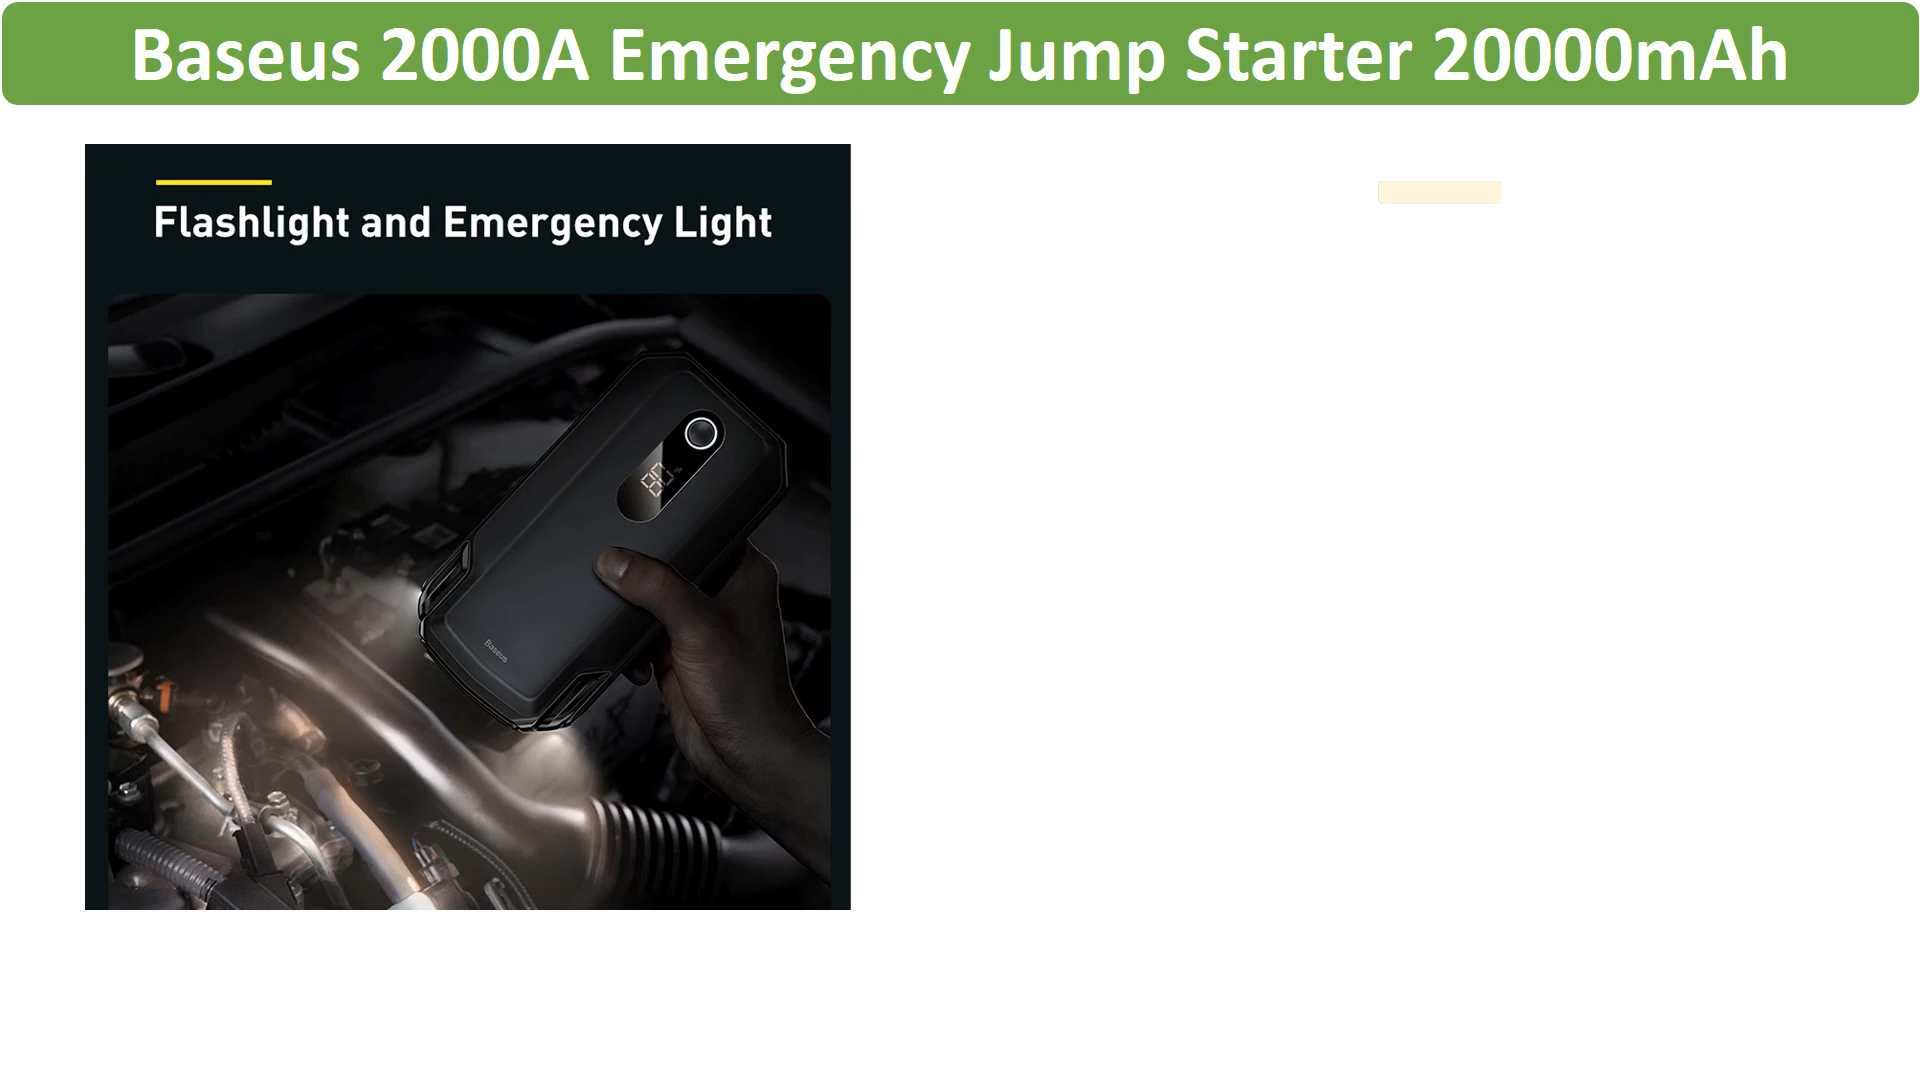 Baseus 2000A Emergency Jump Starter 20000mAh
Flashlight and Emergency Light
Baseus